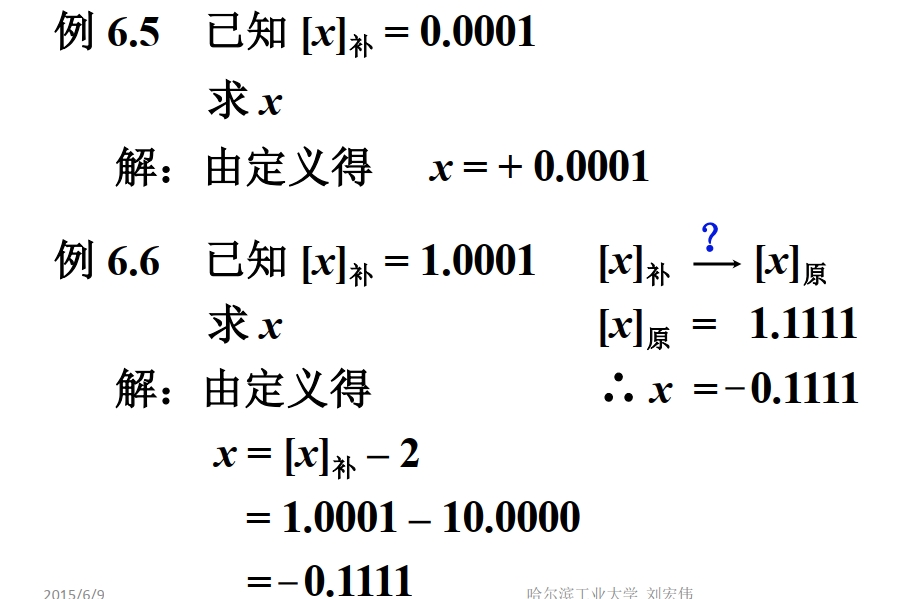 例 6.5 已知 [x]补 = 0.0001
求 x
解： 由定义得 x = + 0.0001
例 6.6 已知 [x]补 = 1.0001
求 x
解： 由定义得
x = [x]补 – 2
= 1.0001 – 10.0000
= – 0.1111
?
[x]补 → [x]原
[x]原 = 1.1111
∴ x = – 0.1111
2015/6/9 哈尔滨工业大学 刘宏伟